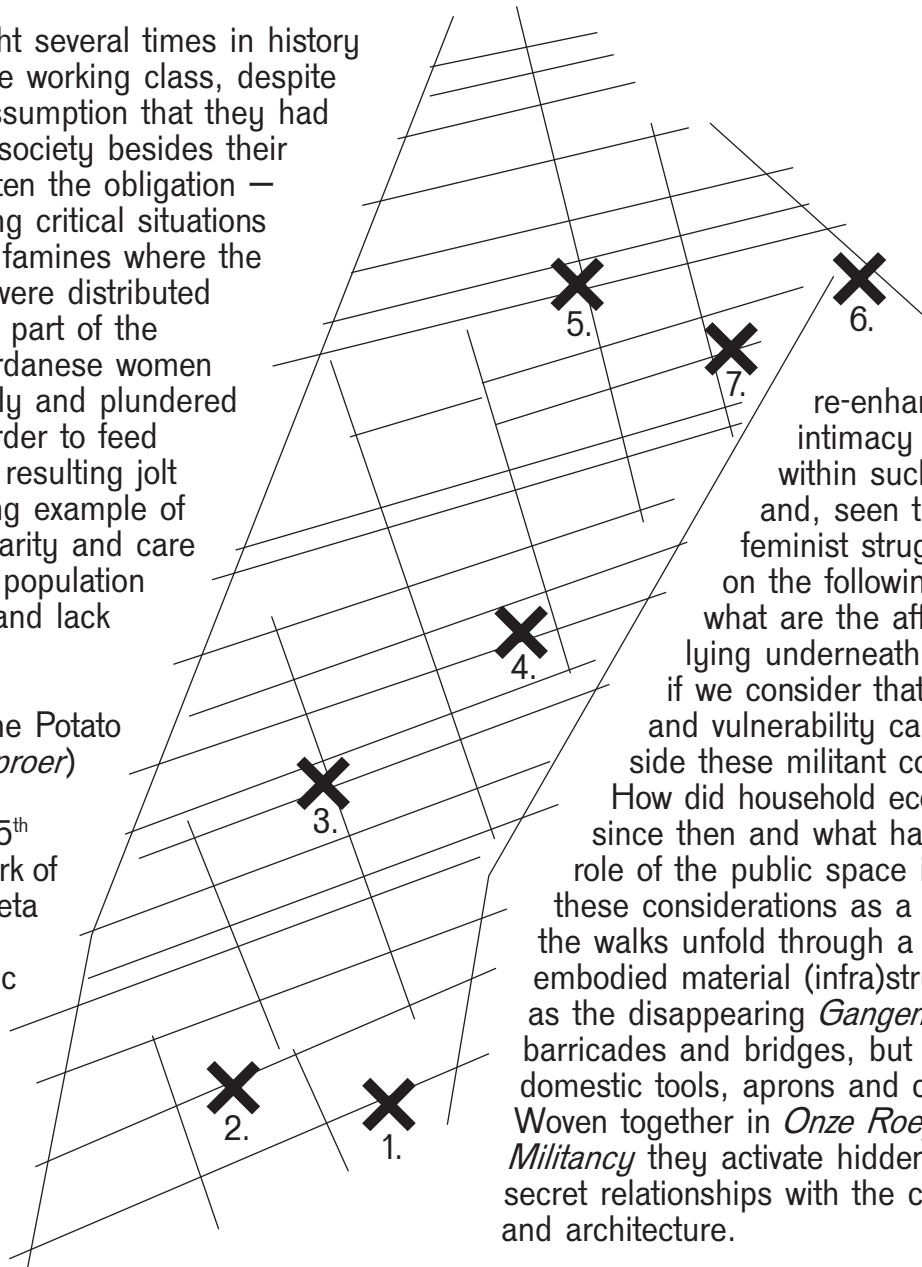 ht several times in history
e working class, despite
ssumption that they had
society besides their
ten the obligation —
ng critical situations
famines where the
were distributed
part of the
rdanese women
ly and plundered
rder to feed
resulting jolt
ng example of
arity and care
population
and lack
ne Potato
proer)
5th
rk of
eta
c
5.
6.
7.
4.
3.
2.
1.
re-enhan
intimacy
within such
and, seen t
feminist strug
on the followin
what are the aff
lying underneath
if we consider that
and vulnerability ca
side these militant co
How did household eco
since then and what ha
role of the public space i
these considerations as a
the walks unfold through a
embodied material (infra)stru
as the disappearing Gangen
barricades and bridges, but
domestic tools, aprons and c
Woven together in Onze Roep
Militancy they activate hidden
secret relationships with the c
and architecture.